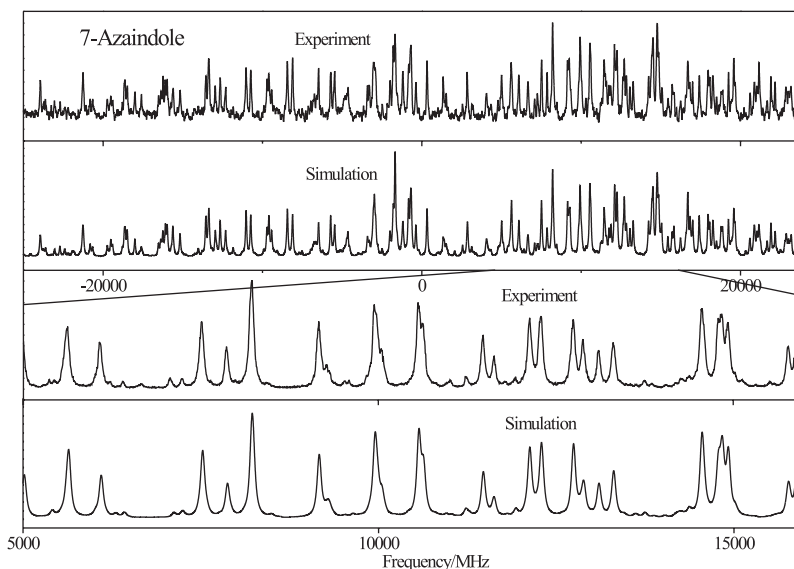 7-Azaindole
Experiment
Simulation
-20000 0 20000
Experiment
Simulation
5000 10000 15000
Frequency/MHz